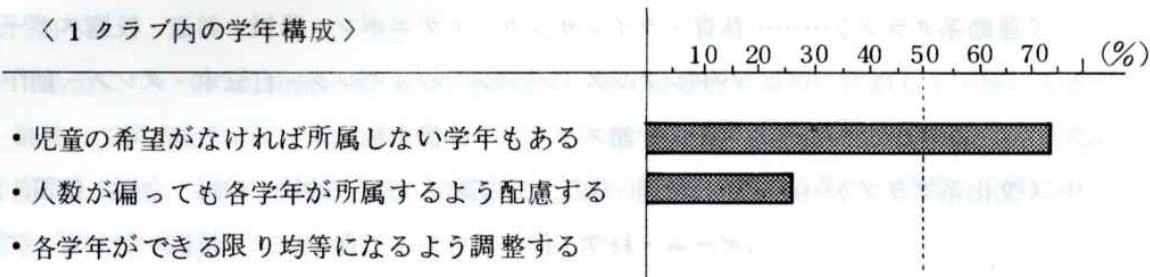 〈1クラブ内の学年構成〉
10 20 30 40 50 60 70 (%)
・児童の希望がなければ所属しない学年もある
・人数が偏っても各学年が所属するよう配慮する
・各学年ができる限り均等になるよう調整する